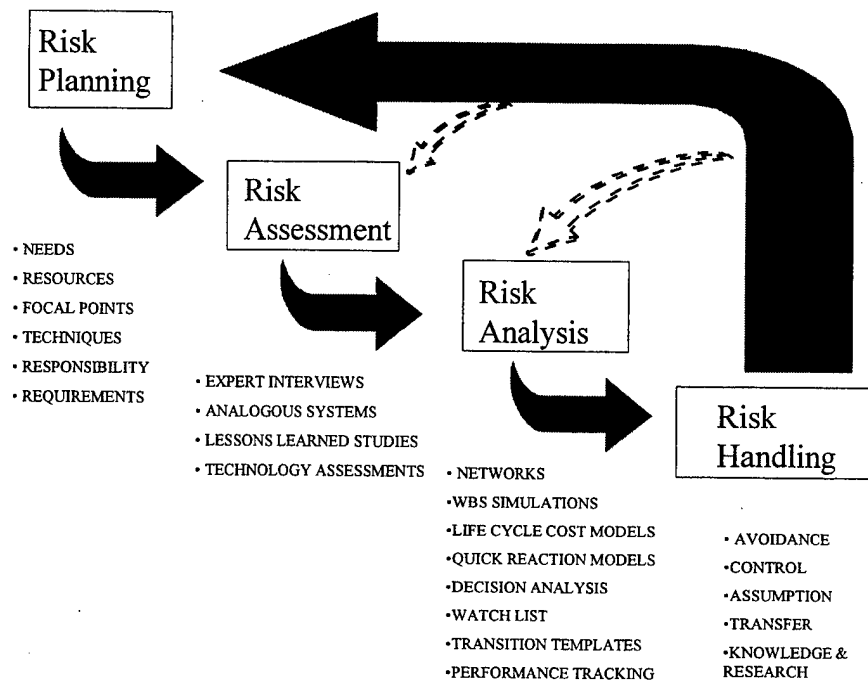 Risk
Planning
Risk
Assessment
• NEEDS
• RESOURCES
• FOCAL POINTS
• TECHNIQUES
• RESPONSIBILITY
• REQUIREMENTS
Risk
Analysis
• EXPERT INTERVIEWS
• ANALOGOUS SYSTEMS
• LESSONS LEARNED STUDIES
• TECHNOLOGY ASSESSMENTS
Risk
Handling
• NETWORKS
•WBS SIMULATIONS
•LIFE CYCLE COST MODELS
•QUICK REACTION MODELS
•DECISION ANALYSIS
•WATCH LIST
•TRANSITION TEMPLATES
•PERFORMANCE TRACKING
• AVOIDANCE
•CONTROL
•ASSUMPTION
•TRANSFER
•KNOWLEDGE &
RESEARCH